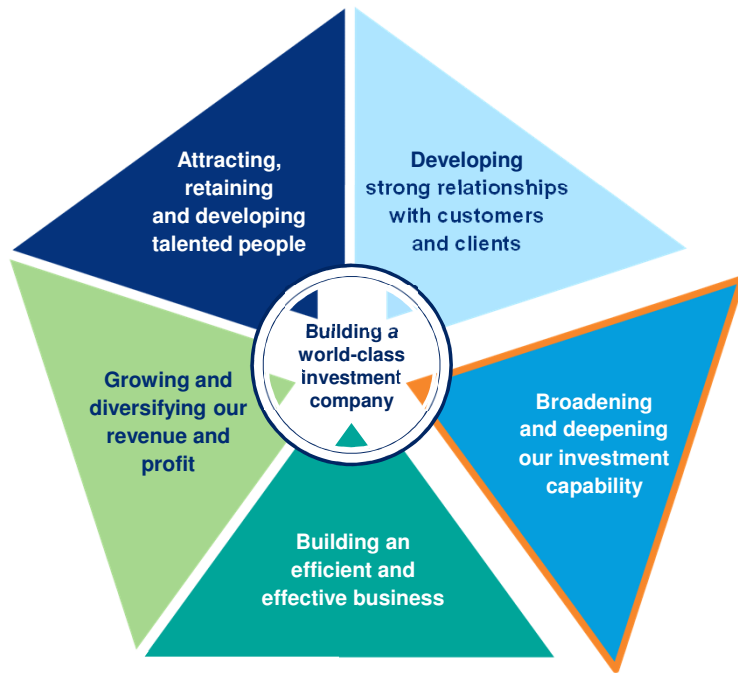 Attracting,
retaining
and developing
talented people
Developing
strong relationships
with customers
and clients
Building a
world-class
investment
company
Growing and
diversifying our
revenue and
profit
Broadening
and deepening
our investment
capability
Building an
efficient and
effective business